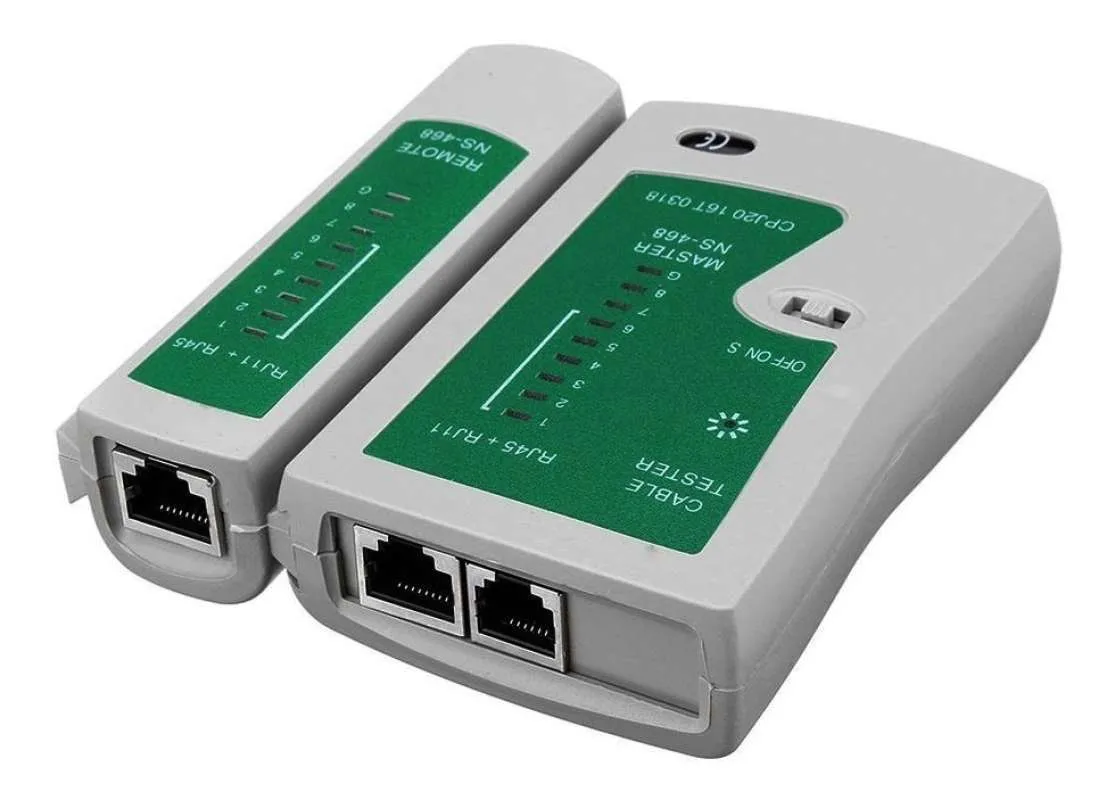 REMOTE
NS-468
G
8
7
6
5
4
3
2
1
RJ11 + RJ45
CE
CPJ20 16T 0318
MASTER
NS-468
G
8
7
6
5
4
3
2
1
RJ45 + RJ11
OFF ON S
CABLE
TESTER